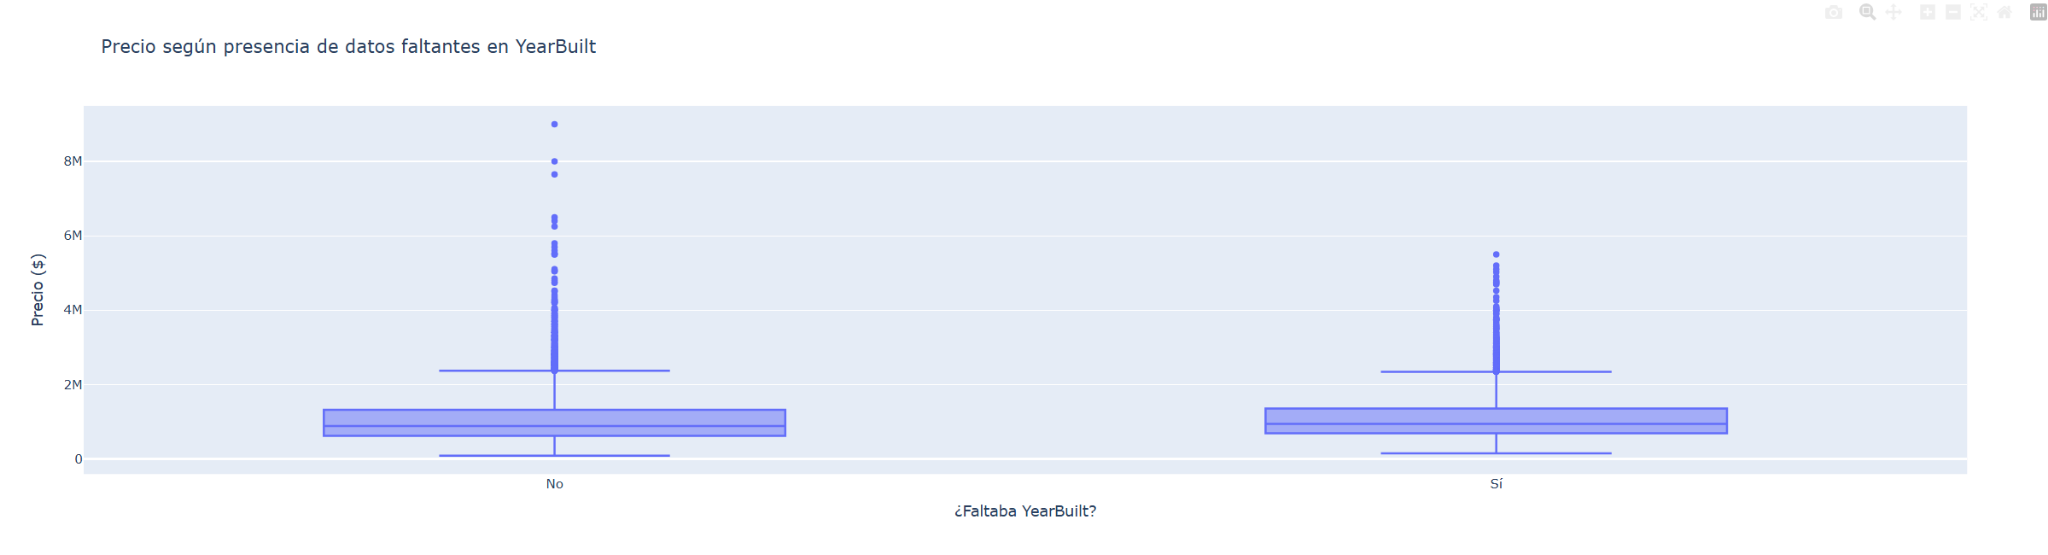 Precio según presencia de datos faltantes en YearBuilt
8M
6M
4M
2M
0
Precio ($)
No
Sí
¿Faltaba YearBuilt?